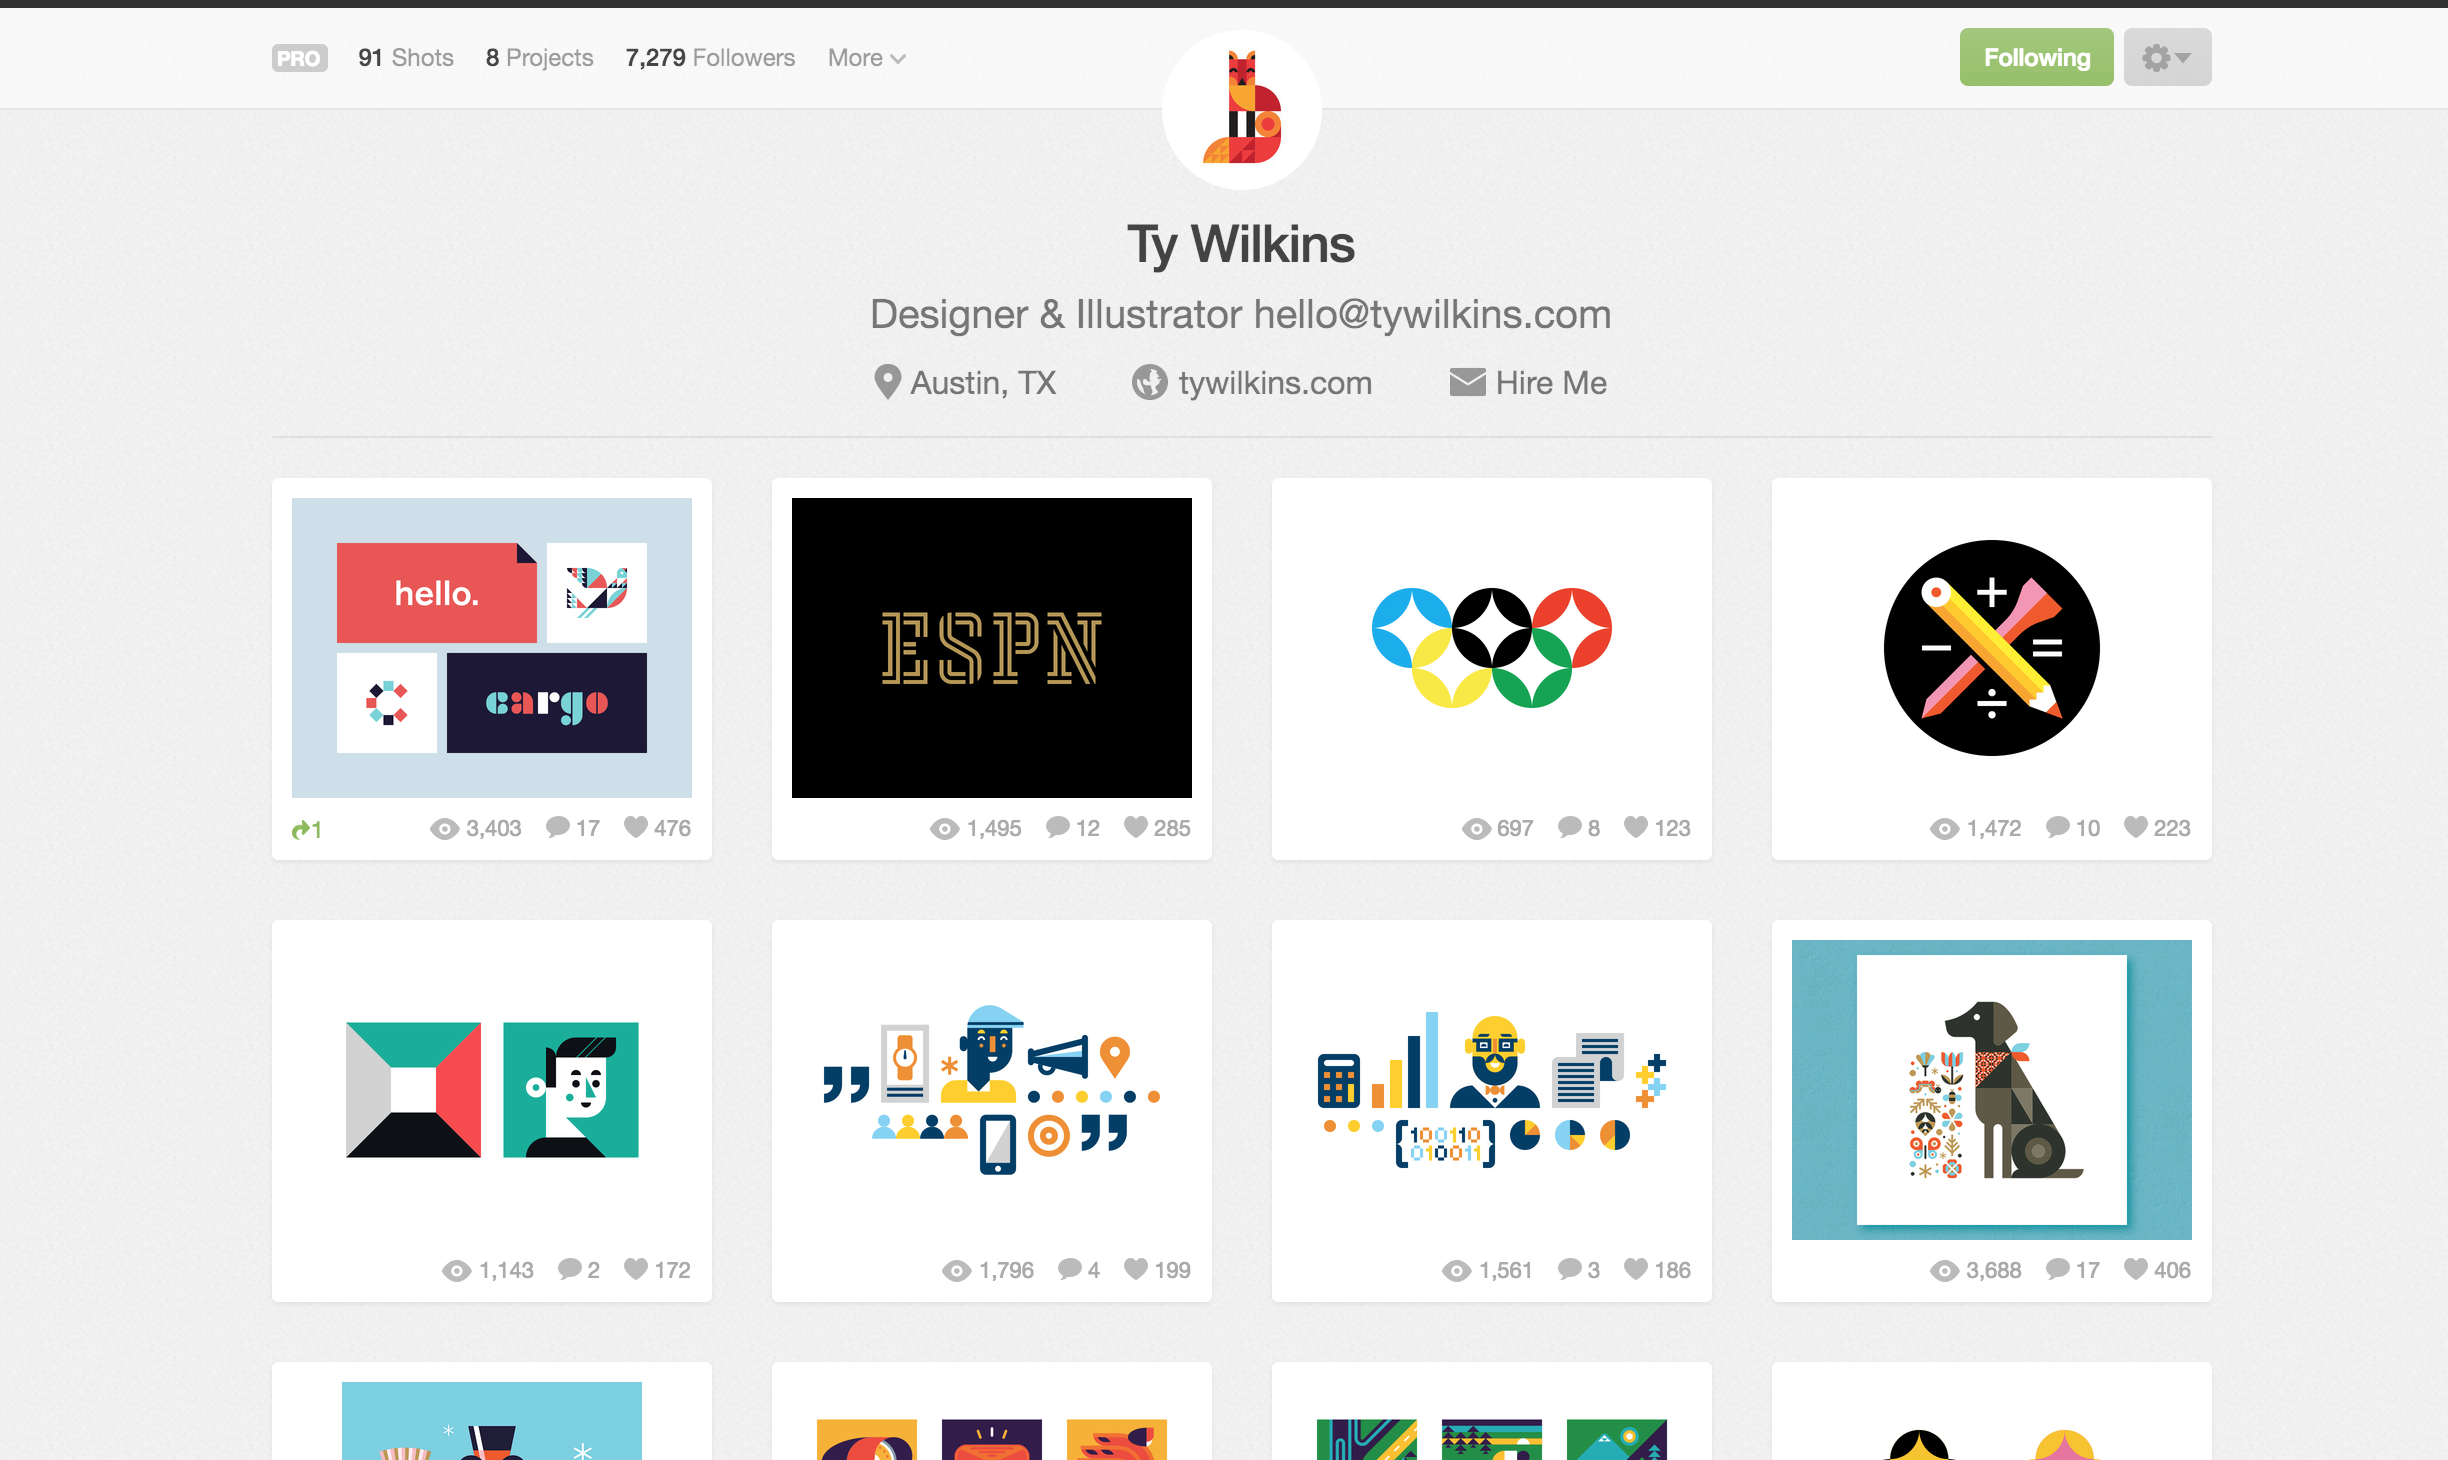 PRO 91 Shots 8 Projects 7,279 Followers More Following
Ty Wilkins
Designer & Illustrator hello@tywilkins.com
Austin, TX tywilkins.com Hire Me
hello.
cargo
C
1 3,403 17 476
ESPN
1,495 12 285
697 8 123
+
− =
÷
1,472 10 223
1,143 2 172
”
”
1,796 4 199
{100110
010011}
1,561 3 186
3,688 17 406